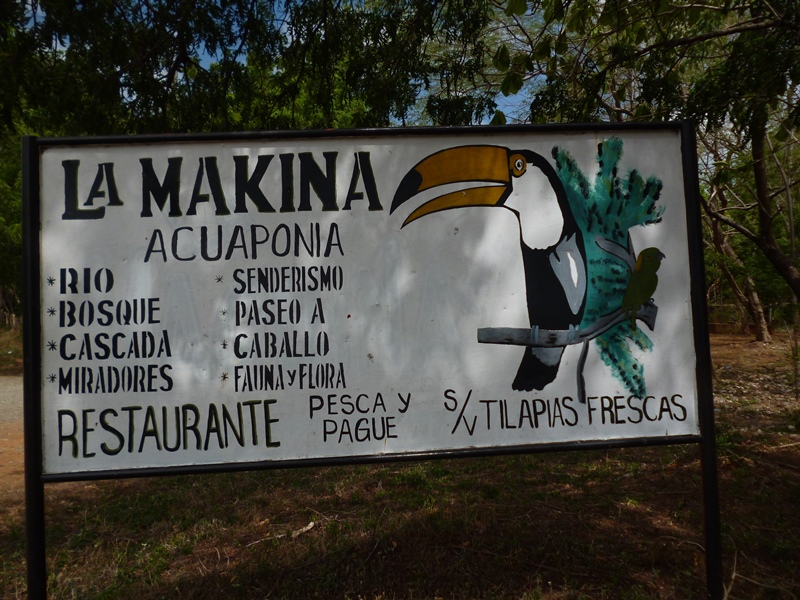 LA MAKINA
ACUAPONIA
*RIO
*BOSQUE
*CASCADA
*MIRADORES
* SENDERISMO
* PASEO A
* CABALLO
* FAUNA y FLORA
RESTAURANTE
PESCA Y
PAGUE
S/V TILAPIAS FRESCAS